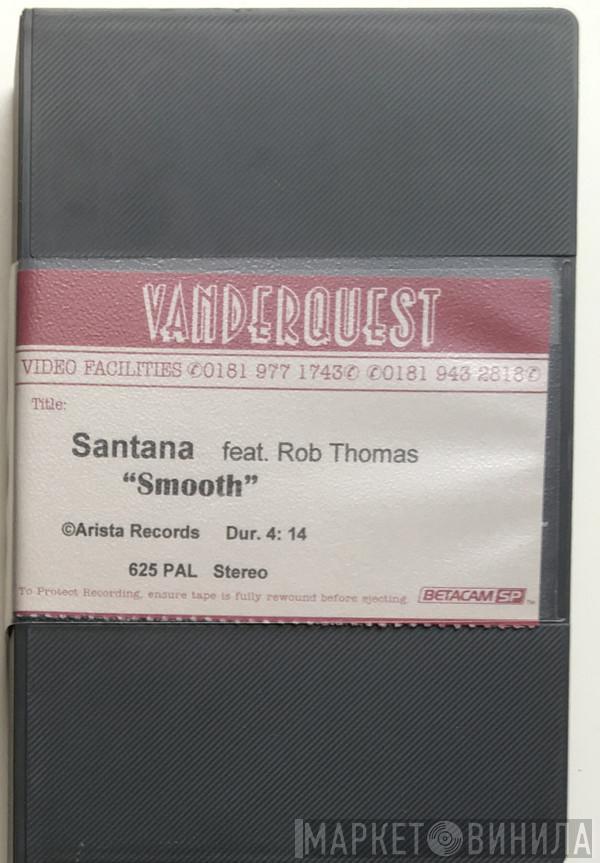 VANDERQUEST
VIDEO FACILITIES ✆0181 977 1743✆ ✆0181 943 2818✆
Title:
Santana feat. Rob Thomas
“Smooth”
©Arista Records Dur. 4: 14
625 PAL Stereo
To Protect Recording, ensure tape is fully rewound before ejecting. BETACAM SP™
МАРКЕТ ВИНИЛА